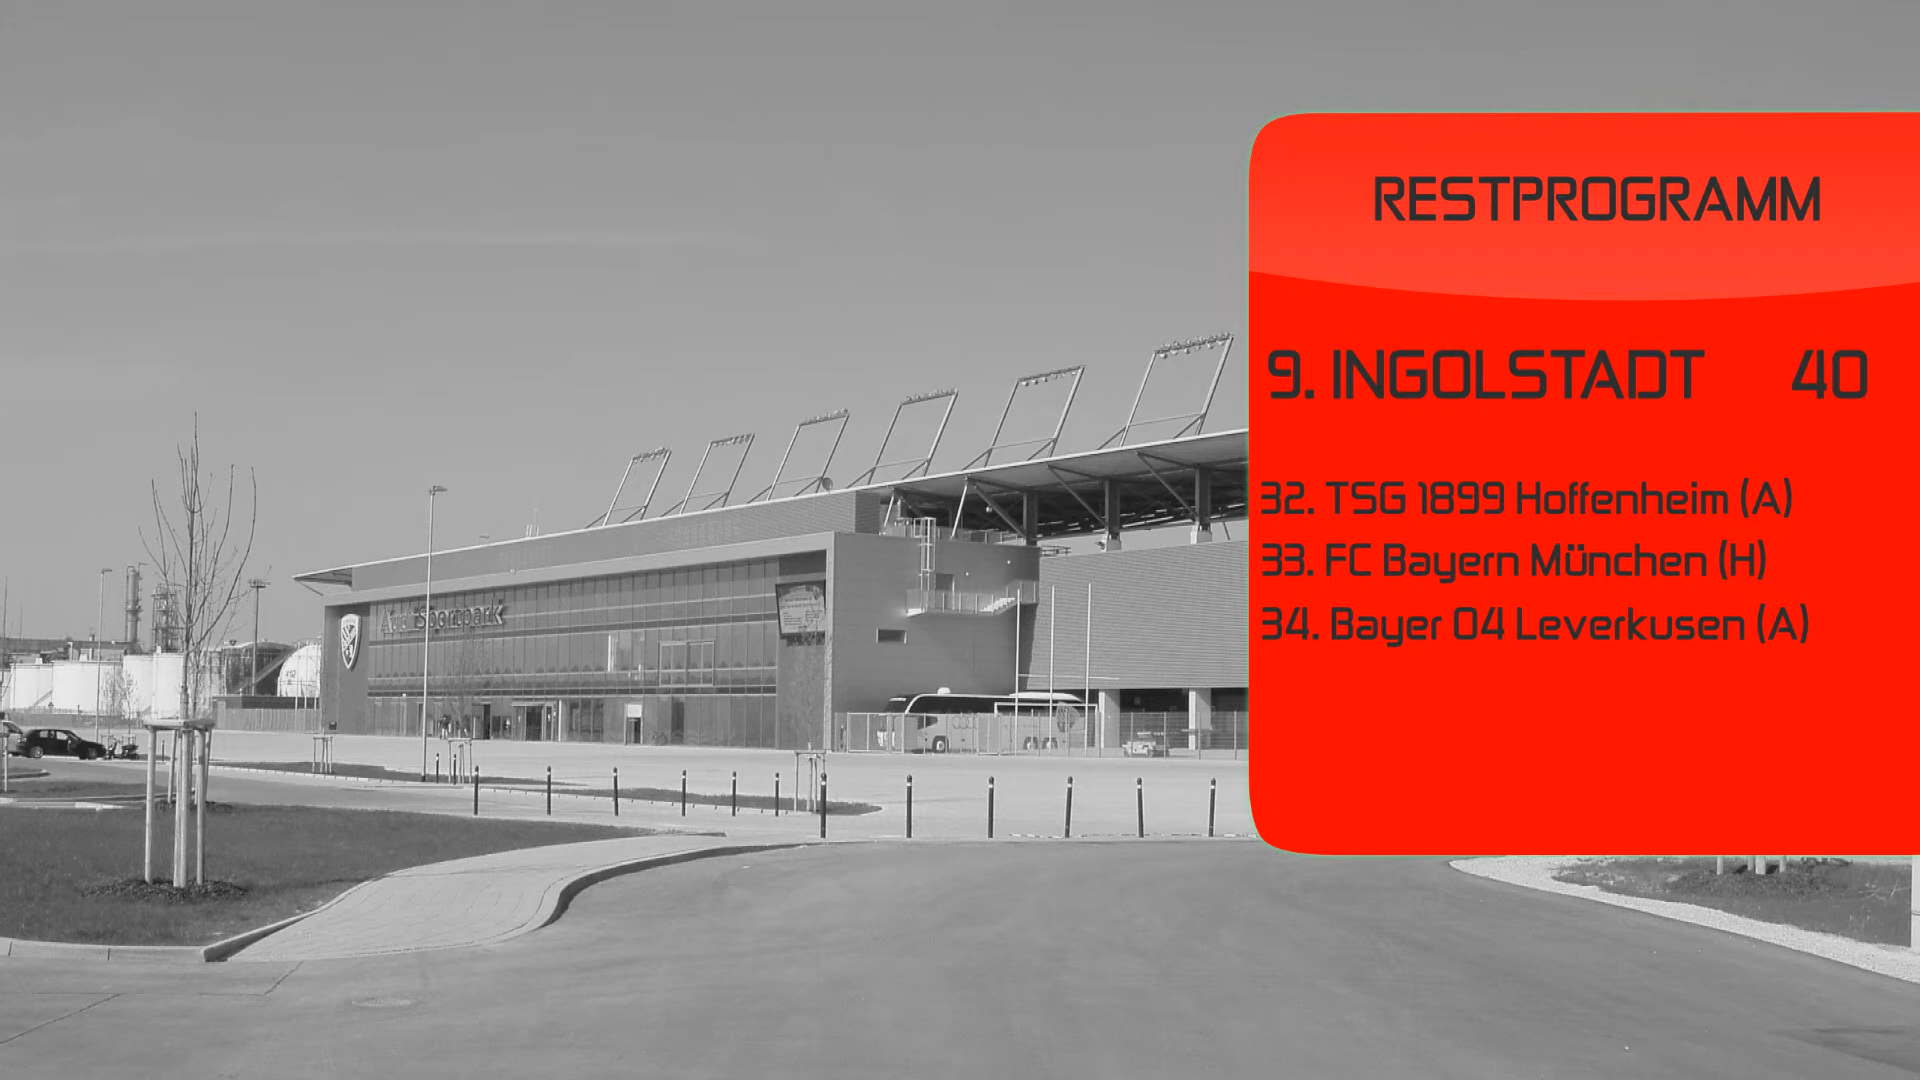 Audi Sportpark
RESTPROGRAMM
9. INGOLSTADT 40
32. TSG 1899 Hoffenheim (A)
33. FC Bayern München (H)
34. Bayer 04 Leverkusen (A)